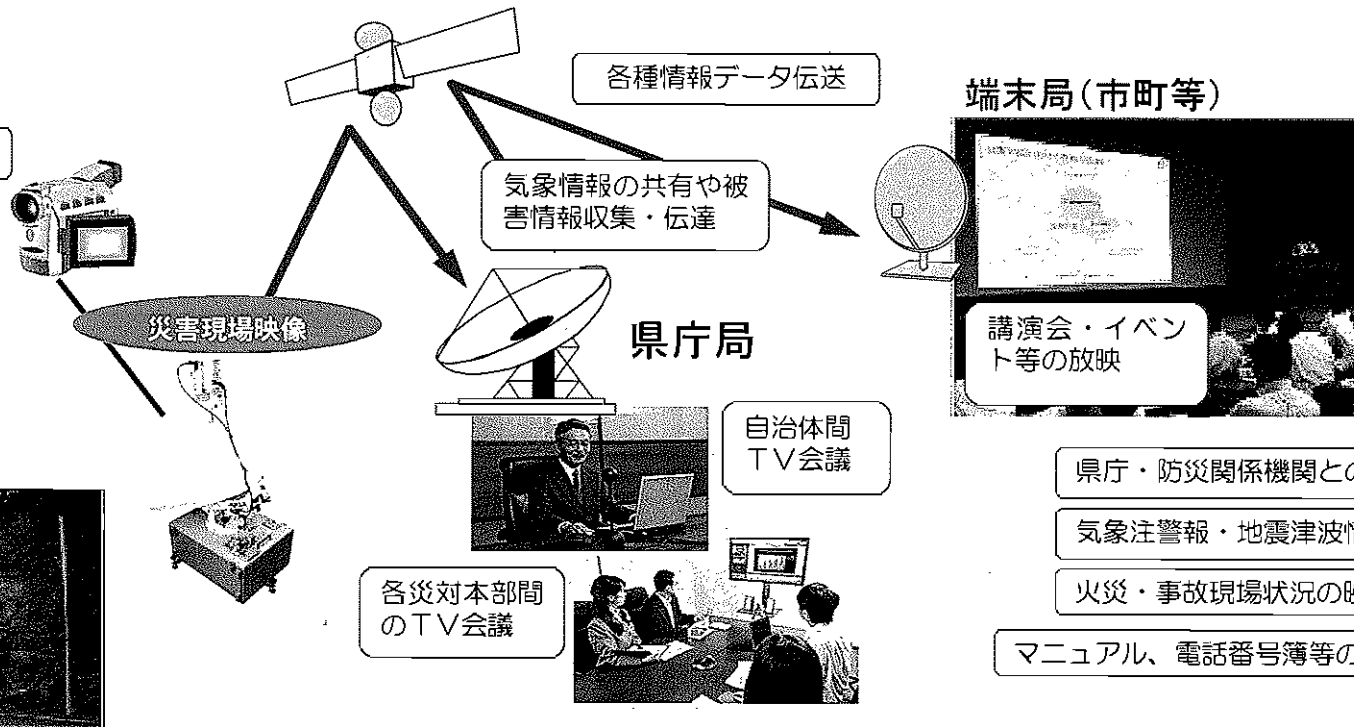 各種情報データ伝送
端末局(市町等)
気象情報の共有や被
害情報収集・伝達
災害現場映像
県庁局
講演会・イベン
ト等の放映
自治体間
TV会議
県庁・防災関係機関との
気象注警報・地震津波情
各災対本部間
のTV会議
火災・事故現場状況の映
マニュアル、電話番号簿等の